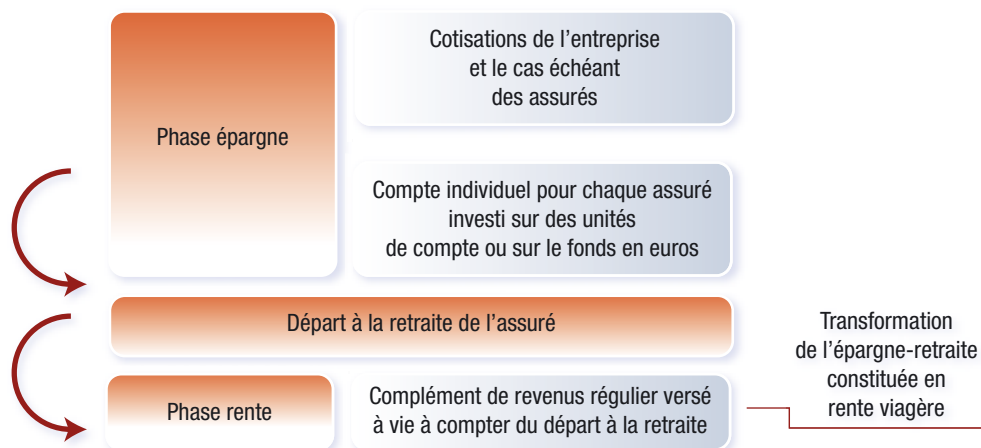 Phase épargne
Cotisations de l’entreprise
et le cas échéant
des assurés
Compte individuel pour chaque assuré
investi sur des unités
de compte ou sur le fonds en euros
Départ à la retraite de l’assuré
Phase rente
Complément de revenus régulier versé
à vie à compter du départ à la retraite
Transformation
de l’épargne-retraite
constituée en
rente viagère